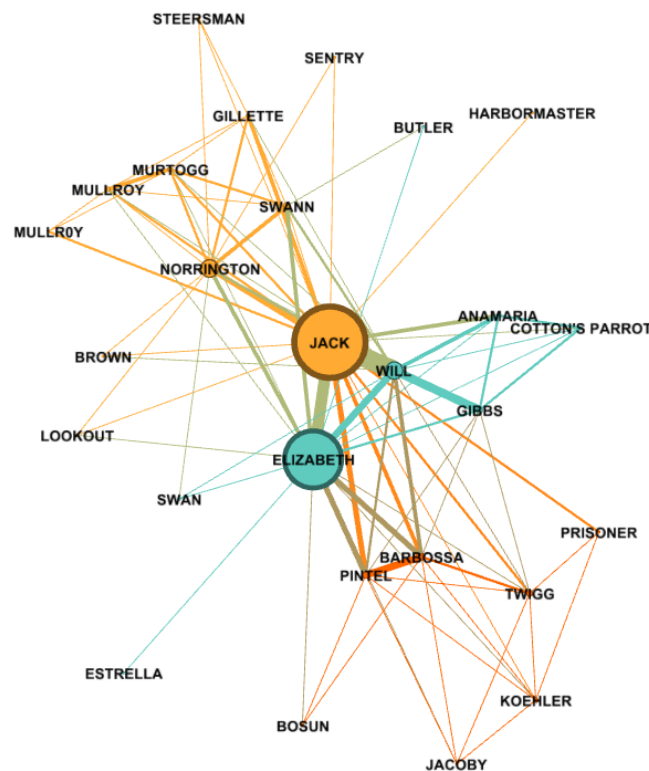 STEERSMAN
SENTRY
HARBORMASTER
GILLETTE
BUTLER
MURTOGG
MULLROY
SWANN
MULLR0Y
NORRINGTON
ANAMARIA
COTTON'S PARROT
JACK
BROWN
WILL
GIBBS
LOOKOUT
ELIZABETH
SWAN
PRISONER
BARBOSSA
PINTEL
TWIGG
ESTRELLA
KOEHLER
BOSUN
JACOBY